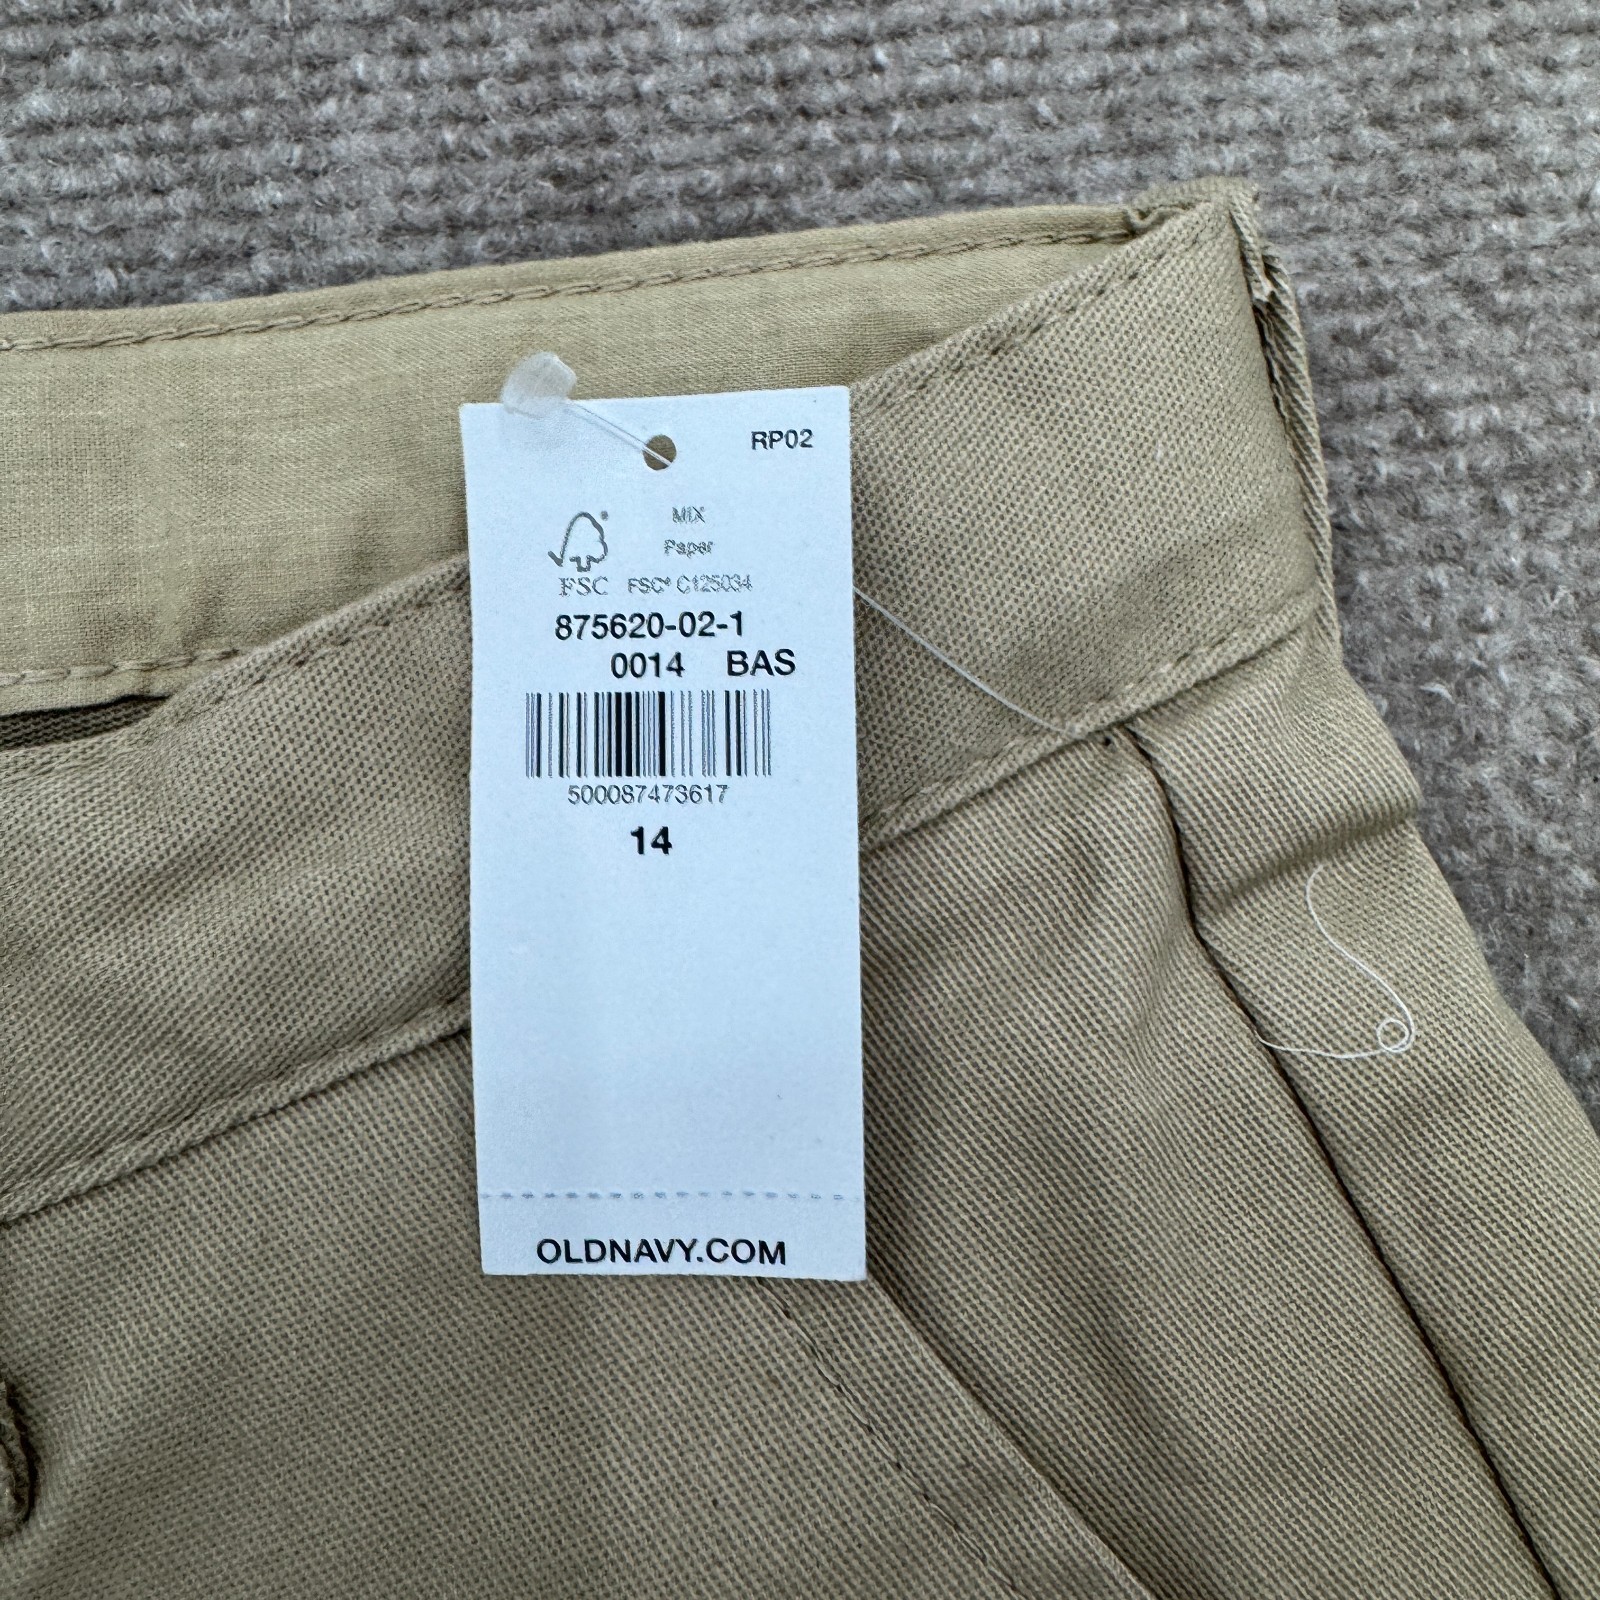 RP02
MIX
Paper
FSC FSC® C125034
875620-02-1
0014 BAS
500087473617
14
OLDNAVY.COM